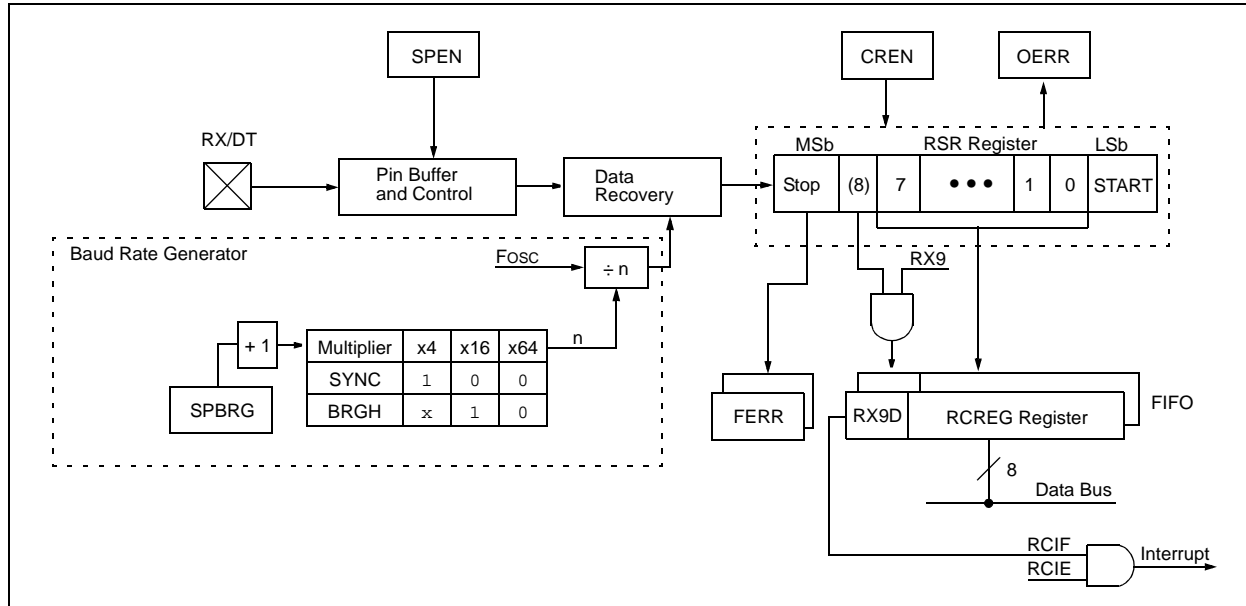 SPEN
CREN
OERR
RX/DT
MSb
RSR Register
LSb
Pin Buffer
and Control
Data
Recovery
Stop
(8)
7
•••
1
0
START
Baud Rate Generator
FOSC
÷ n
RX9
+ 1
Multiplier x4 x16 x64
n
SYNC 1 0 0
BRGH x 1 0
SPBRG
FERR
RX9D
RCREG Register
FIFO
8
Data Bus
RCIF
RCIE
Interrupt